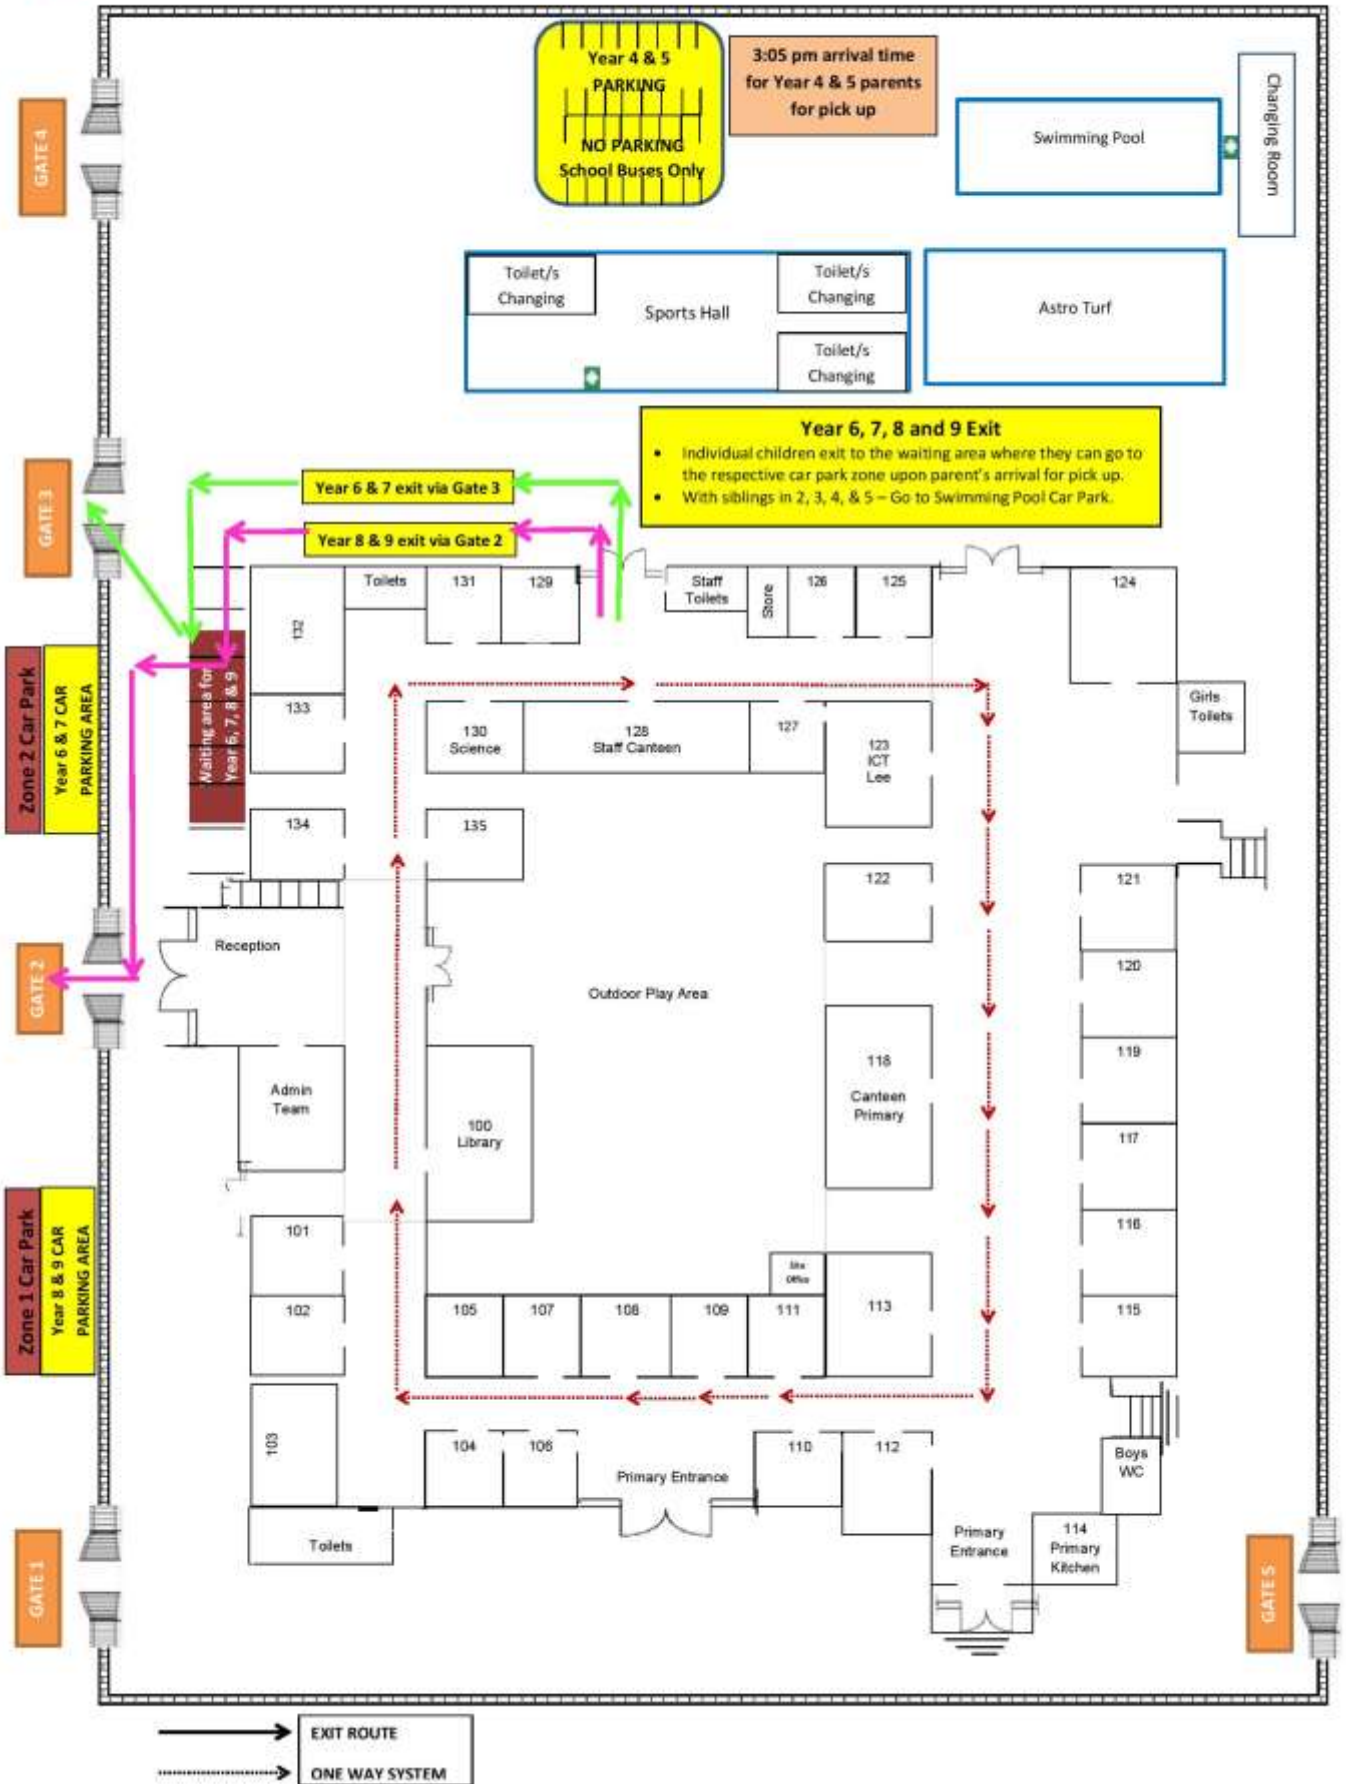 Year 4 & 5
PARKING
NO PARKING
School Buses Only
3:05 pm arrival time
for Year 4 & 5 parents
for pick up
Swimming Pool
Changing Room
GATE 4
Toilet/s
Changing
Sports Hall
Toilet/s
Changing
Toilet/s
Changing
Astro Turf
Year 6, 7, 8 and 9 Exit
• Individual children exit to the waiting area where they can go to
the respective car park zone upon parent's arrival for pick up.
• With siblings in 2, 3, 4, & 5 – Go to Swimming Pool Car Park.
GATE 3
Year 6 & 7 exit via Gate 3
Year 8 & 9 exit via Gate 2
132
Toilets
131
129
Staff
Toilets
Store
126
125
124
Zone 2 Car Park
Year 6 & 7 CAR
PARKING AREA
Waiting area for
Year 6, 7, 8 & 9
133
130
Science
128
Staff Canteen
127
123
ICT
Lee
Girls
Toilets
134
135
122
121
GATE 2
Reception
Outdoor Play Area
120
Admin
Team
100
Library
118
Canteen
Primary
119
117
Zone 1 Car Park
Year 8 & 9 CAR
PARKING AREA
101
116
Site
Office
102
105
107
108
109
111
113
115
103
104
106
Primary Entrance
110
112
Boys
WC
GATE 1
Toilets
Primary
Entrance
114
Primary
Kitchen
GATE 5
EXIT ROUTE
ONE WAY SYSTEM